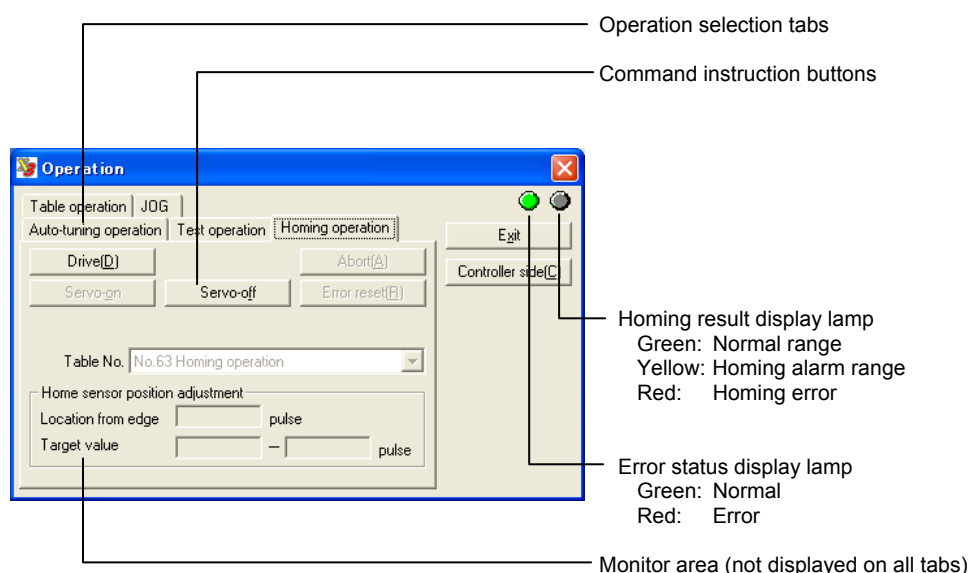 Operation selection tabs
Command instruction buttons
Operation
Table operation JOG
Auto-tuning operation Test operation Homing operation
Exit
Drive(D) Abort(A)
Controller side(C)
Servo-on Servo-off Error reset(R)
Table No. No.63 Homing operation
Home sensor position adjustment
Location from edge pulse
Target value — pulse
Homing result display lamp
Green: Normal range
Yellow: Homing alarm range
Red: Homing error
Error status display lamp
Green: Normal
Red: Error
Monitor area (not displayed on all tabs)